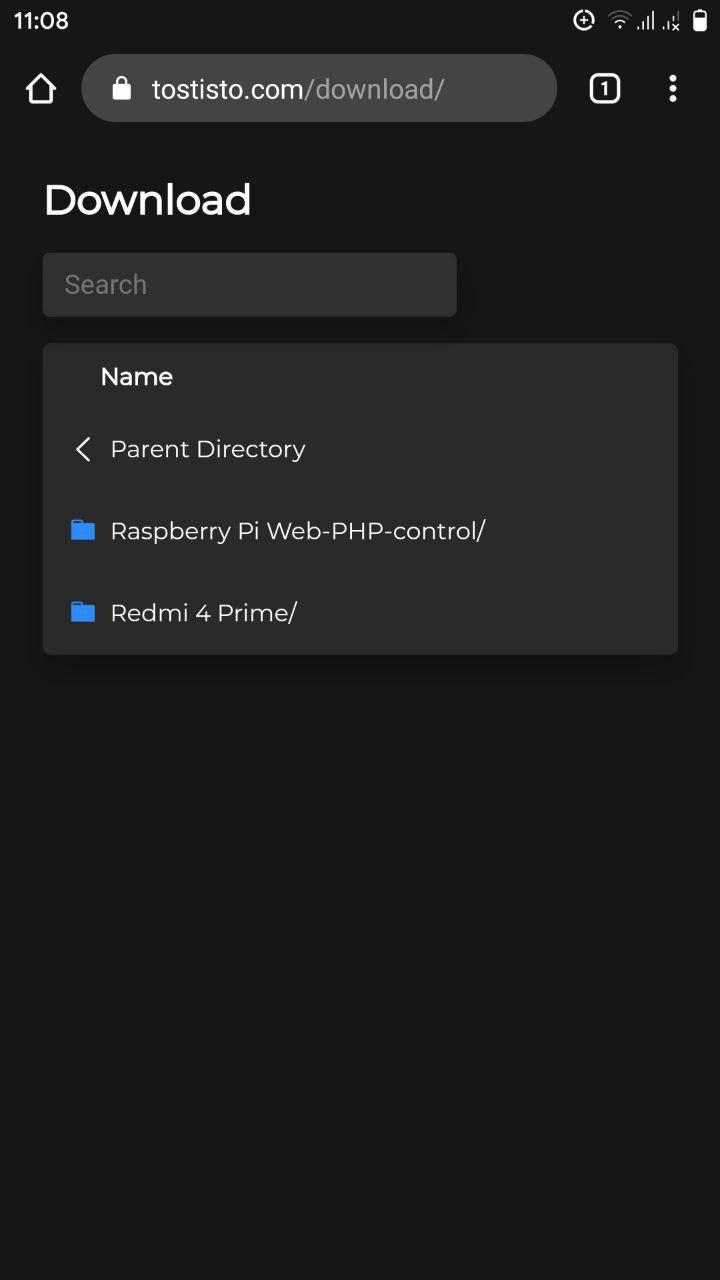 11:08
tostisto.com/download/
1
Download
Search
Name
Parent Directory
Raspberry Pi Web-PHP-control/
Redmi 4 Prime/